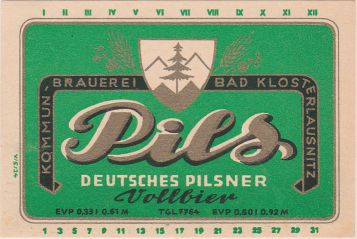 I II III IV V VI VII VIII IX X XI XII
KOMMUN-BRAUEREI BAD KLOSTERLAUSNITZ
Pils
DEUTSCHES PILSNER
Vollbier
EVP 0,33 l 0.61 M TGL 7764 EVP 0.50 l 0.92 M
1 3 5 7 9 11 13 15 17 19 21 23 25 27 29 31